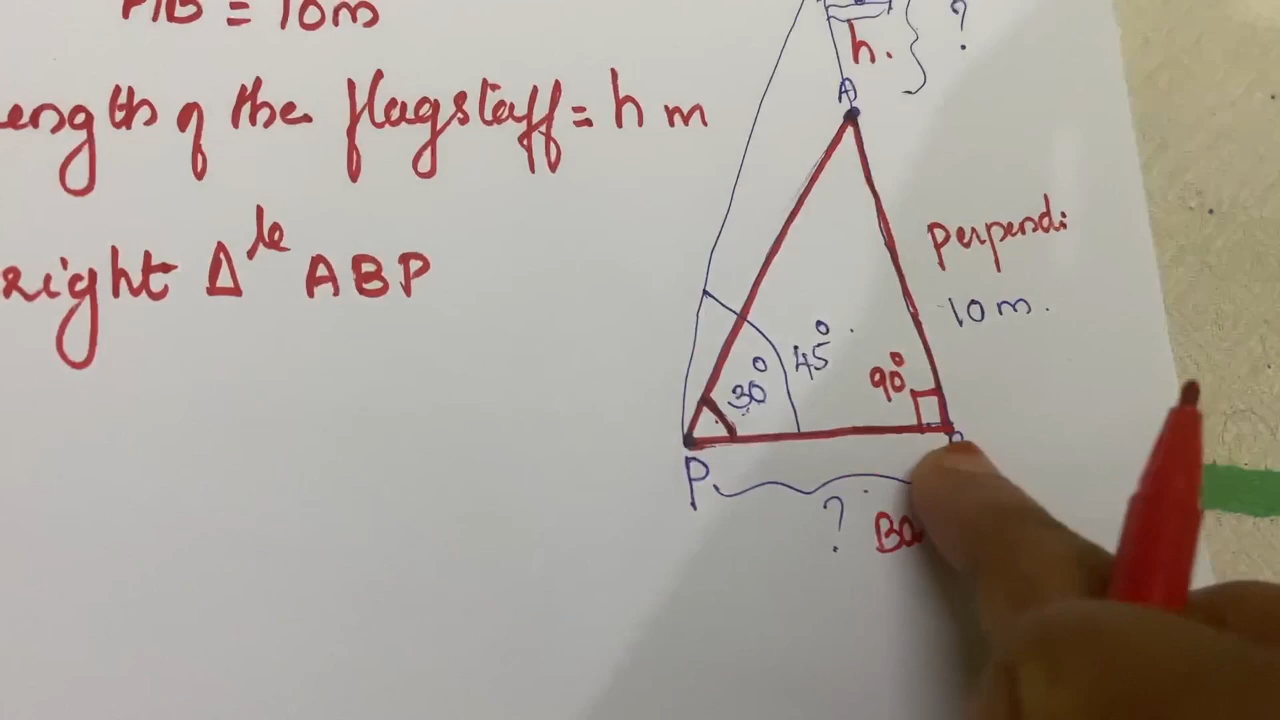 AB = 10m
length of the flagstaff = h m
right Δle ABP
h.
?
A
perpendi
10 m.
45°
30°
90°
P
?